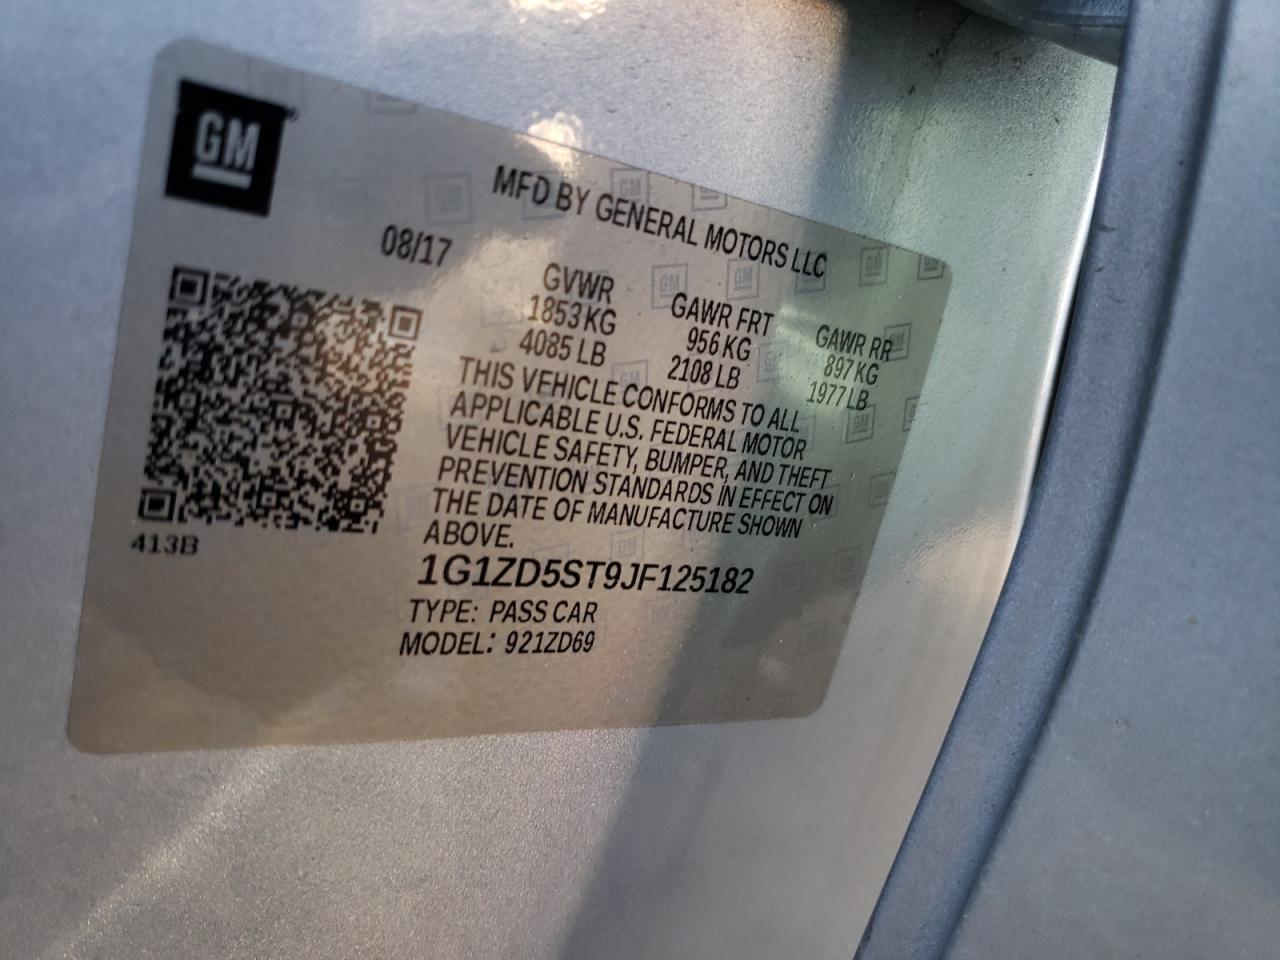 GM
MFD BY GENERAL MOTORS LLC
08/17
GVWR GAWR FRT GAWR RR
1853 KG 956 KG 897 KG
4085 LB 2108 LB 1977 LB
THIS VEHICLE CONFORMS TO ALL
APPLICABLE U.S. FEDERAL MOTOR
VEHICLE SAFETY, BUMPER, AND THEFT
PREVENTION STANDARDS IN EFFECT ON
THE DATE OF MANUFACTURE SHOWN
ABOVE.
413B
1G1ZD5ST9JF125182
TYPE: PASS CAR
MODEL: 921ZD69